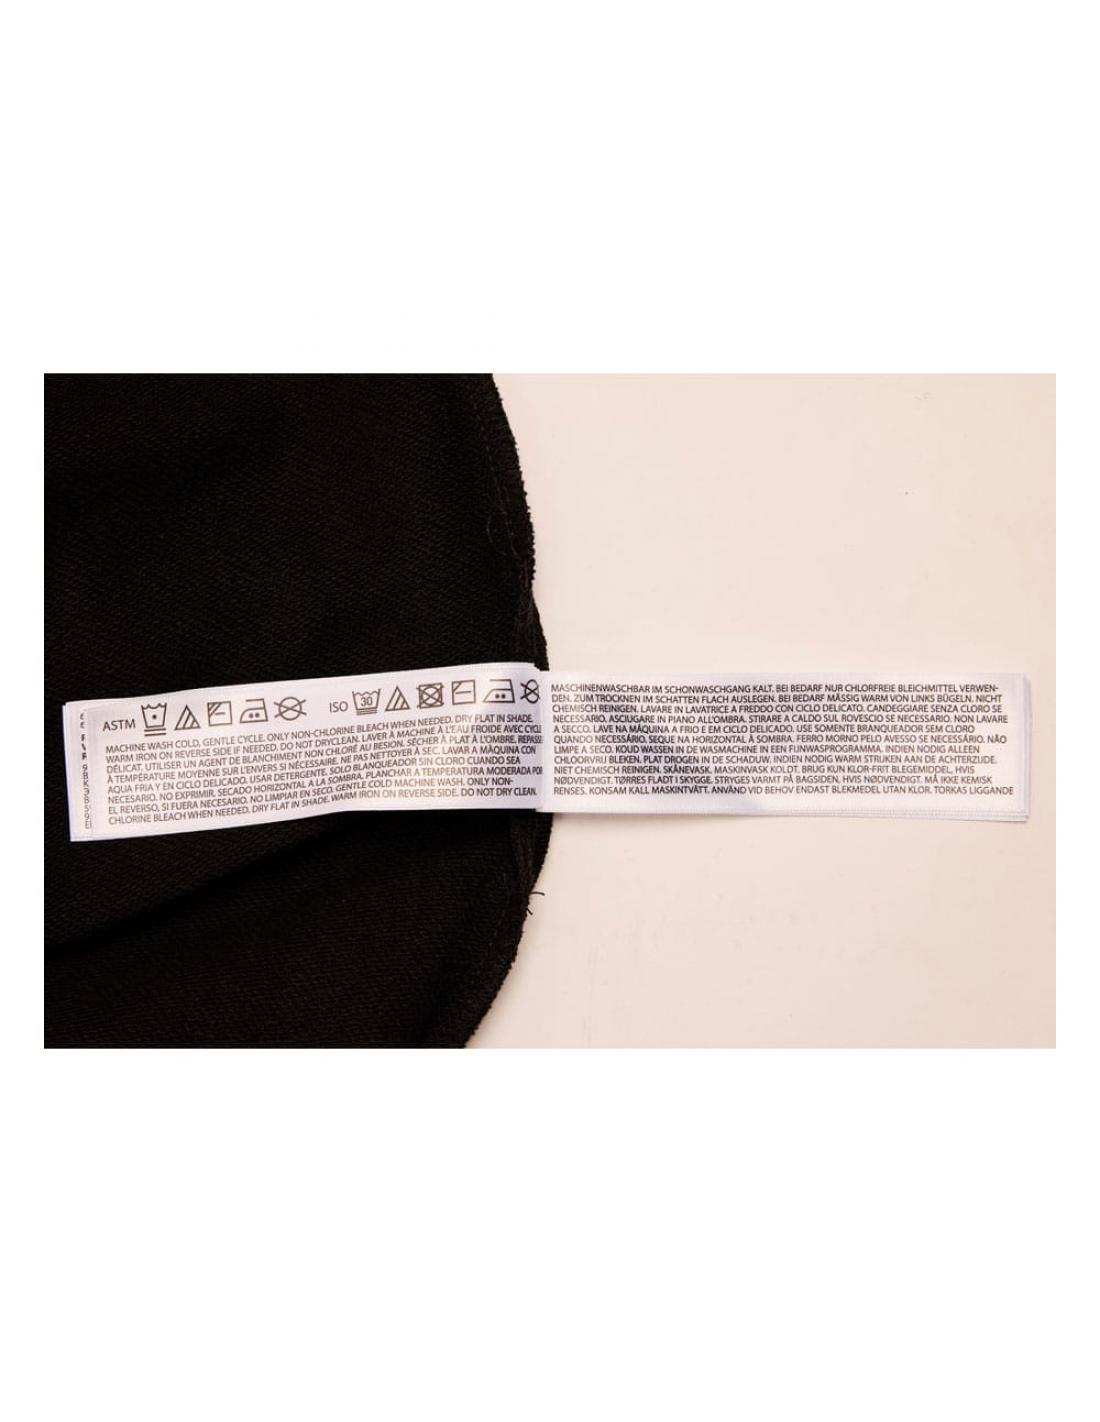 ASTM ISO 30
MACHINE WASH COLD, GENTLE CYCLE. ONLY NON-CHLORINE BLEACH WHEN NEEDED. DRY FLAT IN SHADE.
WARM IRON ON REVERSE SIDE IF NEEDED. DO NOT DRYCLEAN. LAVER À MACHINE À L'EAU FROIDE AVEC CYCLE
DÉLICAT. UTILISER UN AGENT DE BLANCHIMENT NON CHLORÉ AU BESION. SÉCHER À PLAT À L'OMBRE. REPASSE
À TEMPÉRATURE MOYENNE SUR L'ENVERS SI NÉCESSAIRE. NE PAS NETTOYER À SEC. LAVAR A MÀQUINA CON
AQUA FRIA Y EN CICLO DELICADO. USAR DETERGENTE. SOLO BLANQUEADOR SIN CLORO CUANDO SEA
NECESARIO. NO EXPRIMIR. SECADO HORIZONTAL A LA SOMBRA. PLANCHAR A TEMPERATURA MODERADA POR
EL REVERSO, SI FUERA NECESARIO. NO LIMPIAR EN SECO. GENTLE COLD MACHINE WASH. ONLY NON-
CHLORINE BLEACH WHEN NEEDED. DRY FLAT IN SHADE. WARM IRON ON REVERSE SIDE. DO NOT DRY CLEAN.
MASCHINENWASCHBAR IM SCHONWASCHGANG KALT. BEI BEDARF NUR CHLORFREIE BLEICHMITTEL VERWEN-
DEN. ZUM TROCKNEN IM SCHATTEN FLACH AUSLEGEN. BEI BEDARF MÄSSIG WARM VON LINKS BÜGELN. NICHT
CHEMISCH REINIGEN. LAVARE IN LAVATRICE A FREDDO CON CICLO DELICATO. CANDEGGIARE SENZA CLORO SE
NECESSARIO. ASCIUGARE IN PIANO ALL'OMBRA. STIRARE A CALDO SUL ROVESCIO SE NECESSARIO. NON LAVARE
A SECCO. LAVE NA MÁQUINA A FRIO E EM CICLO DELICADO. USE SOMENTE BRANQUEADOR SEM CLORO
QUANDO NECESSÁRIO. SEQUE NA HORIZONTAL À SOMBRA. FERRO MORNO PELO AVESSO SE NECESSÁRIO. NÃO
LIMPE A SECO. KOUD WASSEN IN DE WASMACHINE IN EEN FIJNWASPROGRAMMA. INDIEN NODIG ALLEEN
CHLOORVRIJ BLEKEN. PLAT DROGEN IN DE SCHADUW. INDIEN NODIG WARM STRIJKEN AAN DE ACHTERZIJDE.
NIET CHEMISCH REINIGEN. SKÅNEVASK. MASKINVASK KOLDT. BRUG KUN KLOR-FRIT BLEGEMIDDEL, HVIS
NØDVENDIGT. TØRRES FLADT I SKYGGE. STRYGES VARMT PÅ BAGSIDEN, HVIS NØDVENDIGT. MÅ IKKE KEMISK
RENSES. KONSAM KALL MASKINTVÄTT. ANVÄND VID BEHOV ENDAST BLEKMEDEL UTAN KLOR. TORKAS LIGGANDE